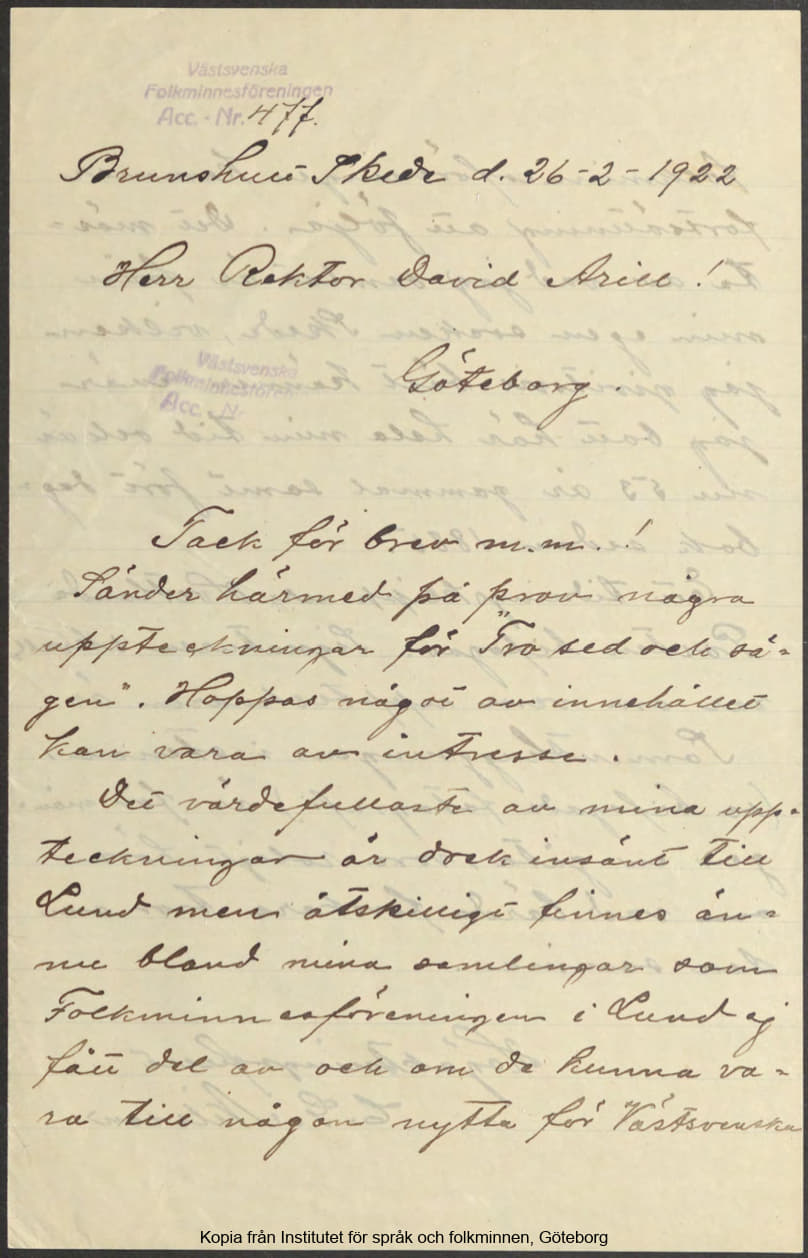 Västsvenska
Folkminnesföreningen
Acc. - Nr. 477.
Brunshult Skede d. 26-2-1922
Herr Rektor David Arill!
Västsvenska
Folkminnesföreningen
Acc. Nr
Göteborg.
Tack för brev m.m.!
Sänder härmed på prov några
uppteckningar för "Tro sed och sä-
gen". Hoppas något av innehållet
kan vara av intresse.
Det värdefullaste av mina upp-
teckningar är dock insänt till
Lund men åtskilligt finnes än-
nu bland mina samlingar som
Folkminnesföreningen i Lund ej
fått del av och om de kunna va-
ra till någon nytta för Västsvenska
Kopia från Institutet för språk och folkminnen, Göteborg